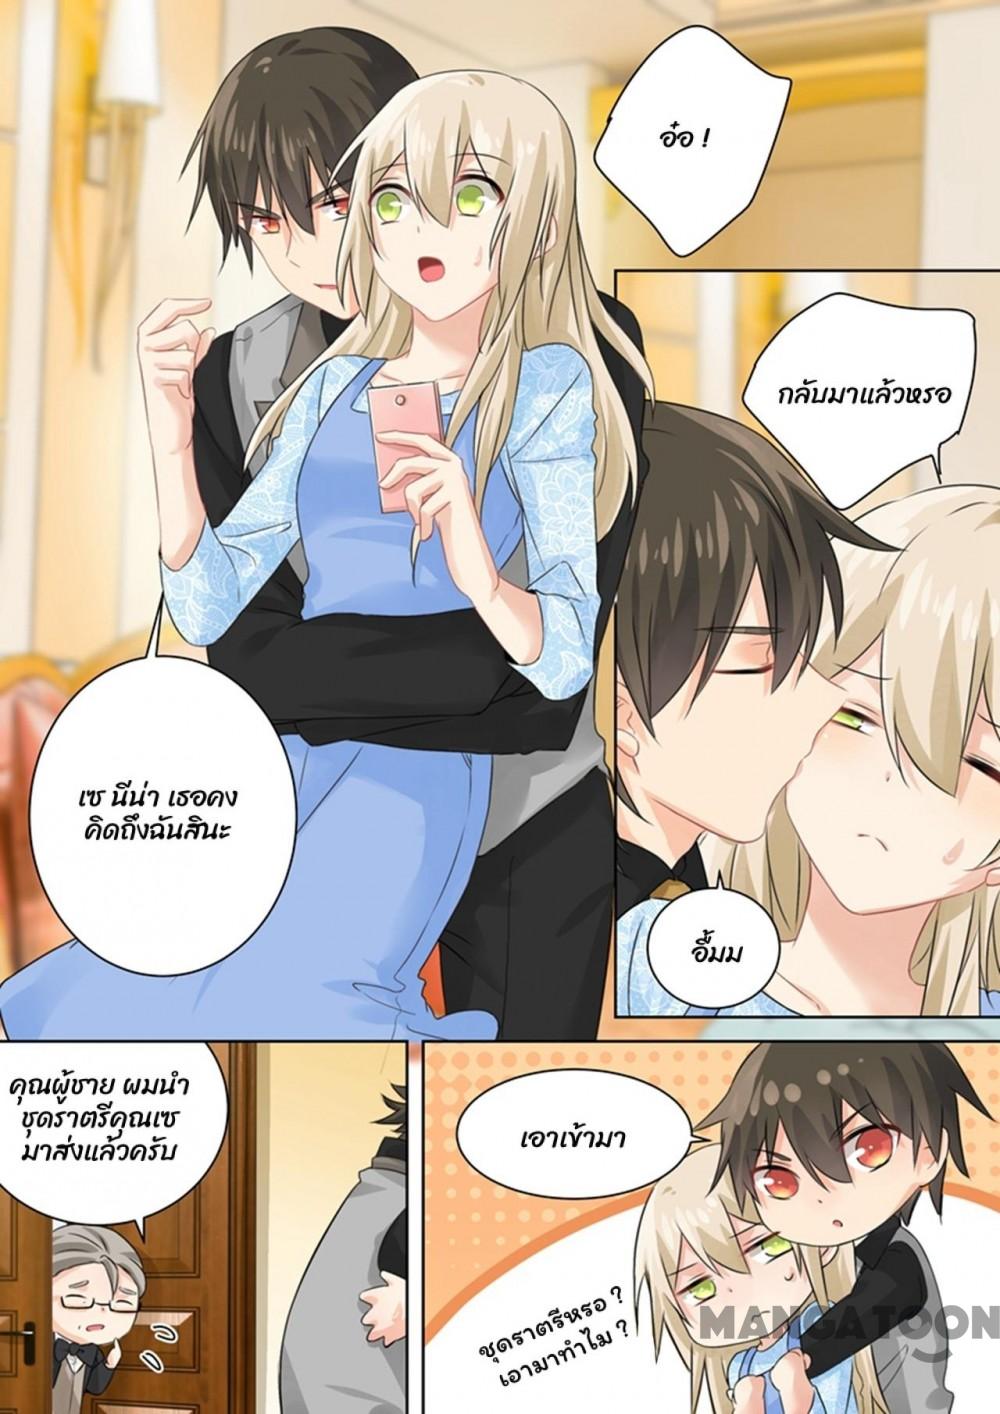 อ๋อ !
กลับมาแล้วหรอ
เซ นีน่า เธอคง
คิดถึงฉันสินะ
อื้มม
คุณผู้ชาย ผมนำ
ชุดราตรีคุณเซ
มาส่งแล้วครับ
เอาเข้ามา
ชุดราตรีหรอ ?
เอามาทำไม ?
MANGATOON